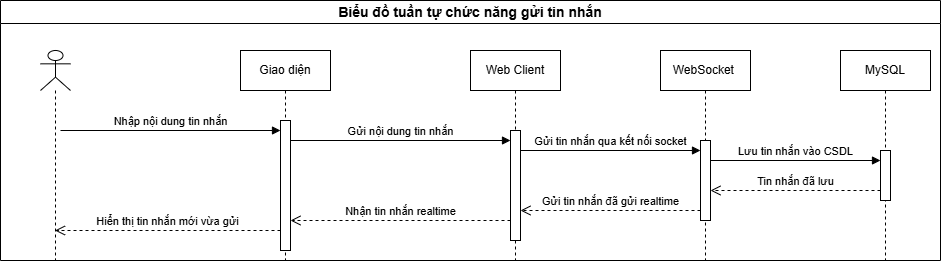 Biểu đồ tuần tự chức năng gửi tin nhắn
Giao diện
Web Client
WebSocket
MySQL
Nhập nội dung tin nhắn
Gửi nội dung tin nhắn
Gửi tin nhắn qua kết nối socket
Lưu tin nhắn vào CSDL
Tin nhắn đã lưu
Gửi tin nhắn đã gửi realtime
Nhận tin nhắn realtime
Hiển thị tin nhắn mới vừa gửi